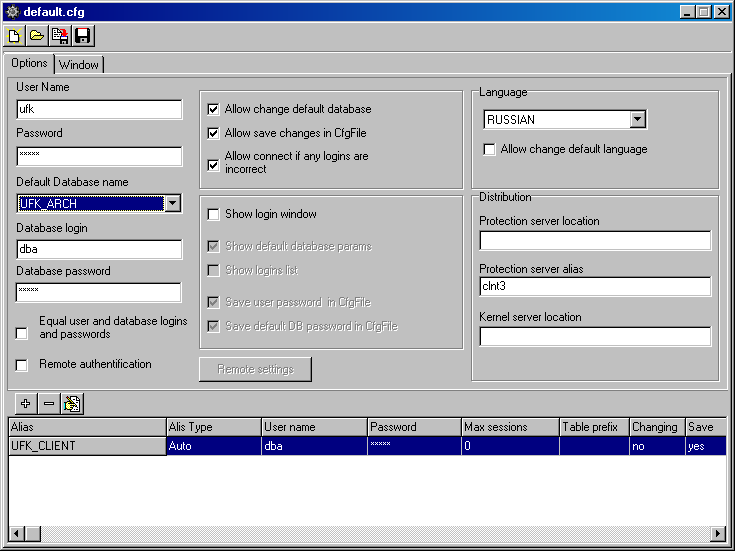 default.cfg
Options
Window
User Name
ufk
Password
*****
Default Database name
UFK_ARCH
Database login
dba
Database password
*****
Equal user and database logins
and passwords
Remote authentification
Allow change default database
Allow save changes in CfgFile
Allow connect if any logins are
incorrect
Show login window
Show default database params
Show logins list
Save user password in CfgFile
Save default DB password in CfgFile
Remote settings
Language
RUSSIAN
Allow change default language
Distribution
Protection server location
Protection server alias
clnt3
Kernel server location
Alias Alis Type User name Password Max sessions Table prefix Changing Save
UFK_CLIENT Auto dba ***** 0 no yes